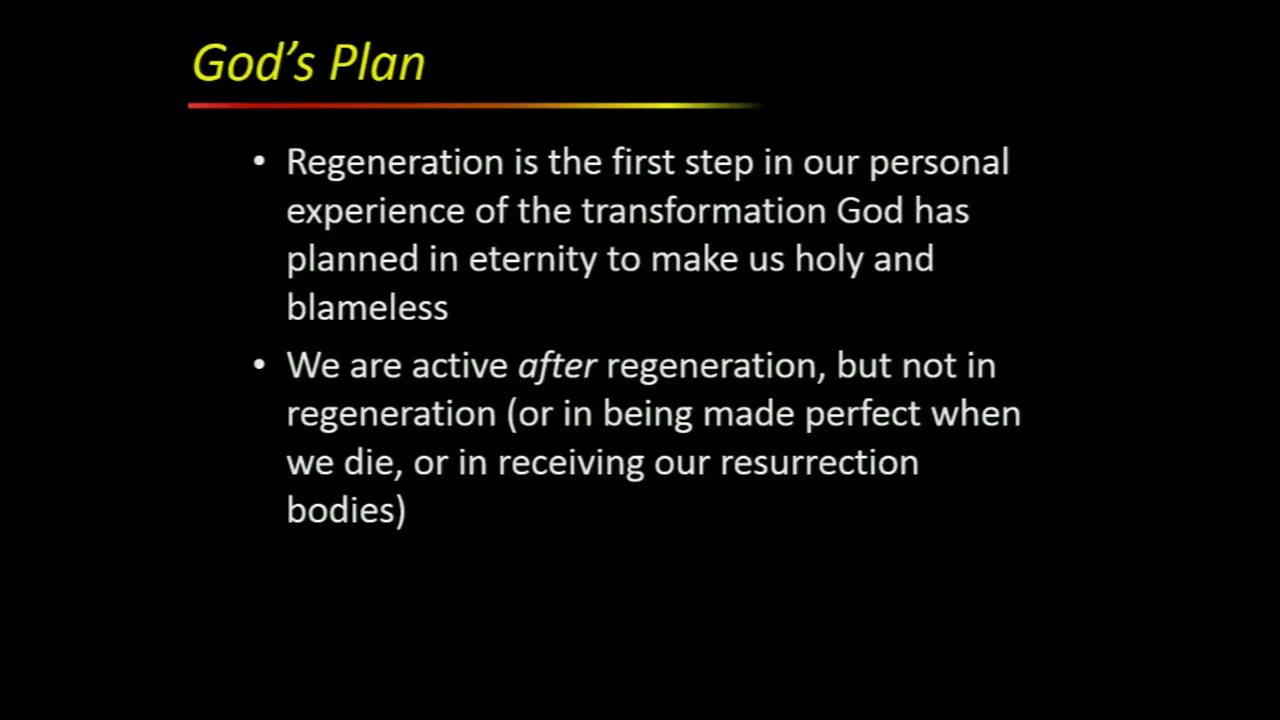 God’s Plan
• Regeneration is the first step in our personal
experience of the transformation God has
planned in eternity to make us holy and
blameless
• We are active after regeneration, but not in
regeneration (or in being made perfect when
we die, or in receiving our resurrection
bodies)